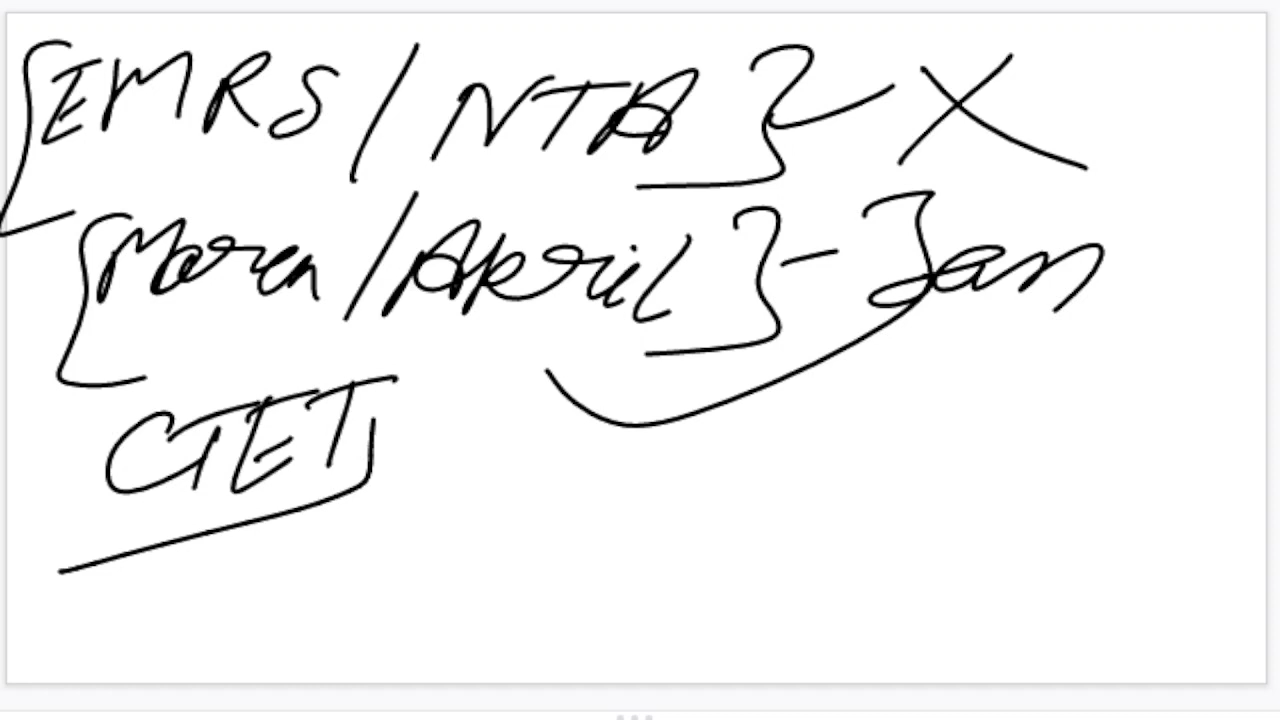 [EMRS / NTA } - X
[March / April } - Jan
CTET